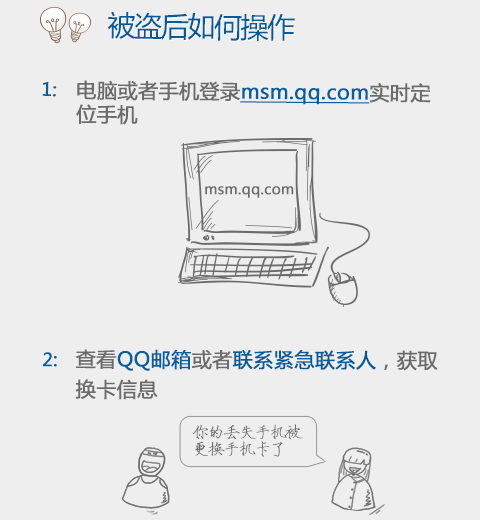 被盗后如何操作
1: 电脑或者手机登录msm.qq.com实时定
位手机
msm.qq.com
2: 查看QQ邮箱或者联系紧急联系人，获取
换卡信息
你的丢失手机被
更换手机卡了